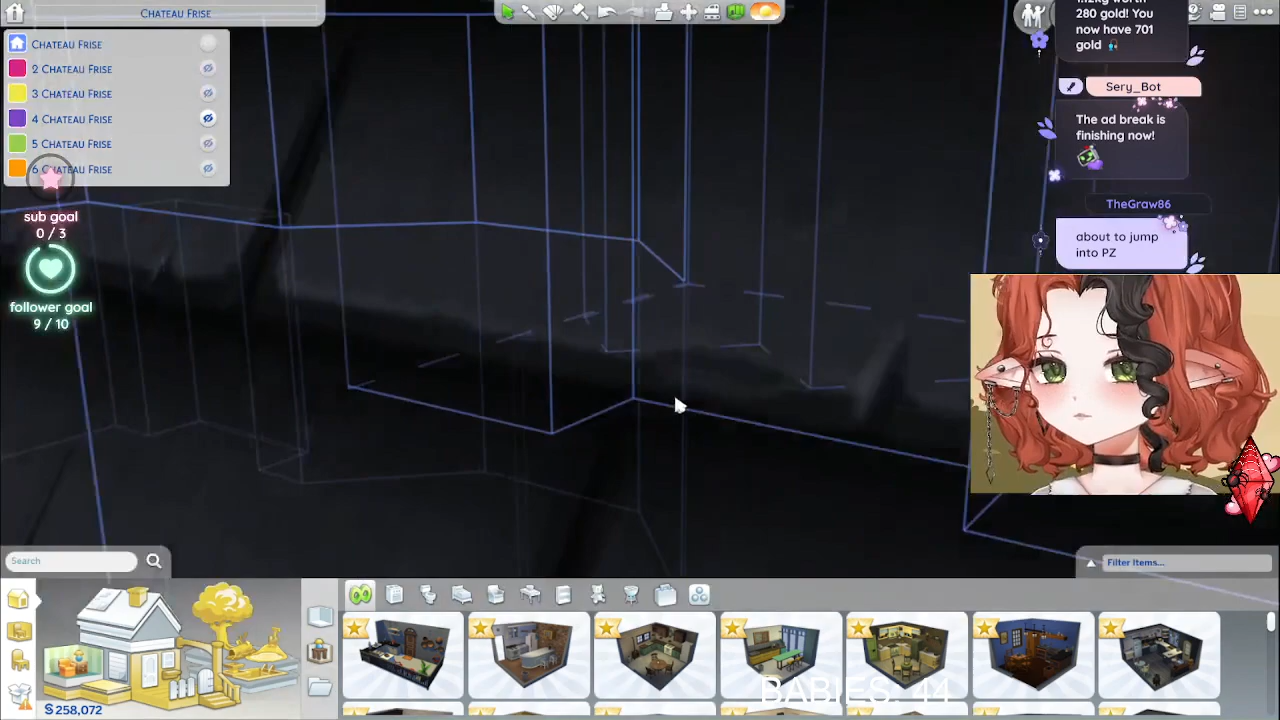 CHATEAU FRISE
CHATEAU FRISE
2 CHATEAU FRISE
3 CHATEAU FRISE
4 CHATEAU FRISE
5 CHATEAU FRISE
6 CHATEAU FRISE
sub goal
0 / 3
follower goal
9 / 10
280 gold! You
now have 701
gold
Sery_Bot
The ad break is
finishing now!
TheGraw86
about to jump
into PZ
Search
Filter Items...
BABIES: 44
§258,072